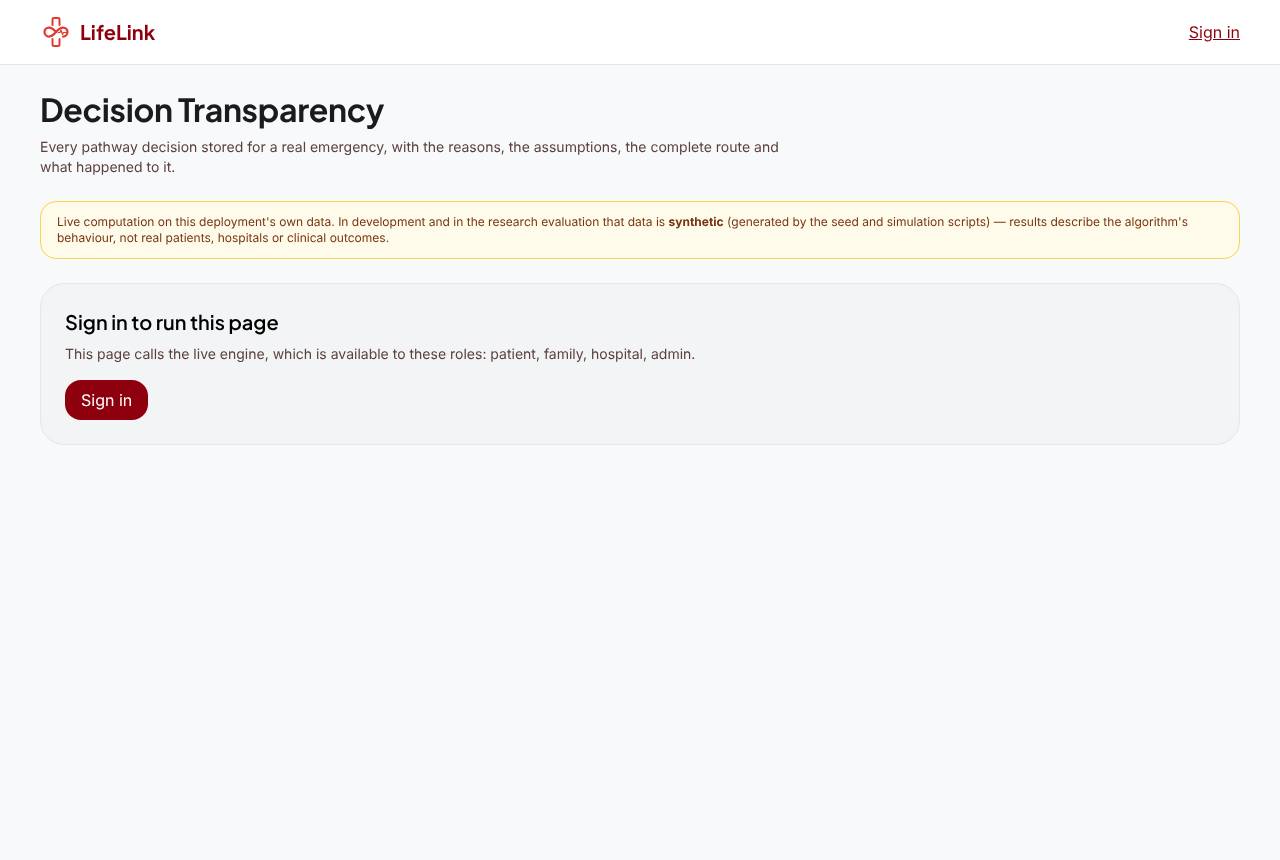 LifeLink
Sign in
Decision Transparency
Every pathway decision stored for a real emergency, with the reasons, the assumptions, the complete route and
what happened to it.
Live computation on this deployment's own data. In development and in the research evaluation that data is synthetic (generated by the seed and simulation scripts) — results describe the algorithm's
behaviour, not real patients, hospitals or clinical outcomes.
Sign in to run this page
This page calls the live engine, which is available to these roles: patient, family, hospital, admin.
Sign in